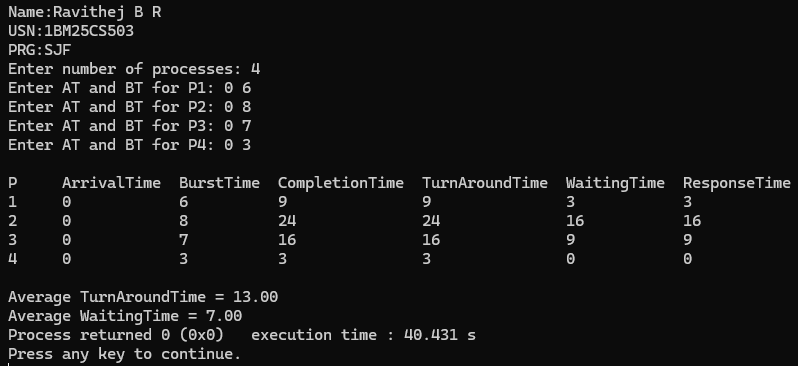 Name:Ravithej B R
USN:1BM25CS503
PRG:SJF
Enter number of processes: 4
Enter AT and BT for P1: 0 6
Enter AT and BT for P2: 0 8
Enter AT and BT for P3: 0 7
Enter AT and BT for P4: 0 3
P ArrivalTime BurstTime CompletionTime TurnAroundTime WaitingTime ResponseTime
1 0 6 9 9 3 3
2 0 8 24 24 16 16
3 0 7 16 16 9 9
4 0 3 3 3 0 0
Average TurnAroundTime = 13.00
Average WaitingTime = 7.00
Process returned 0 (0x0) execution time : 40.431 s
Press any key to continue.